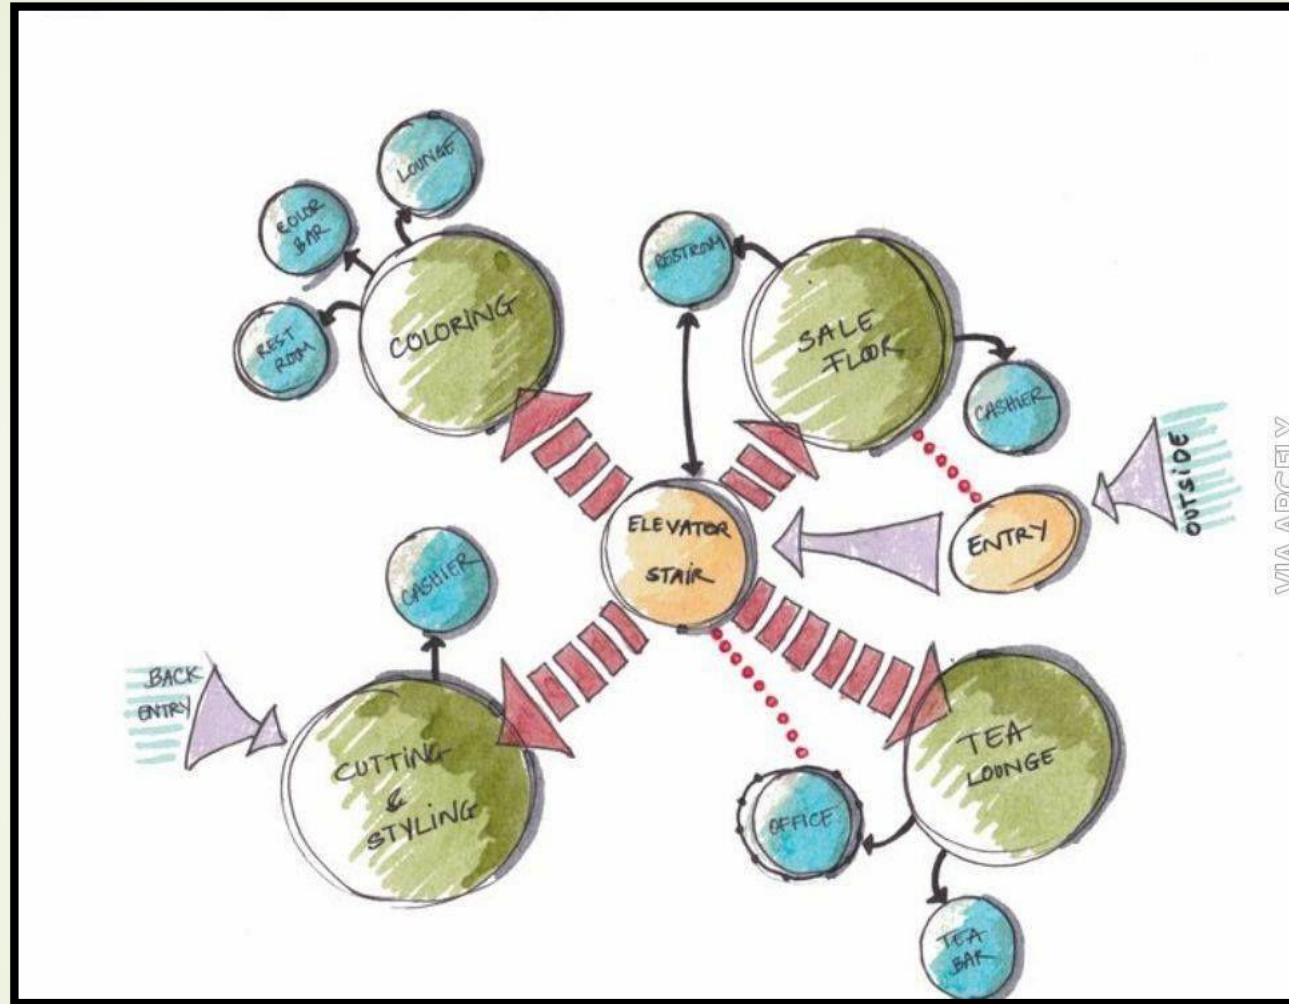 LOUNGE
COLOR
BAR
REST
ROOM
COLORING
RESTROOM
SALE
FLOOR
CASHIER
OUTSIDE
ENTRY
ELEVATOR
STAIR
CASHIER
BACK
ENTRY
CUTTING
&
STYLING
TEA
LOUNGE
OFFICE
TEA
BAR
VIA ARCELY